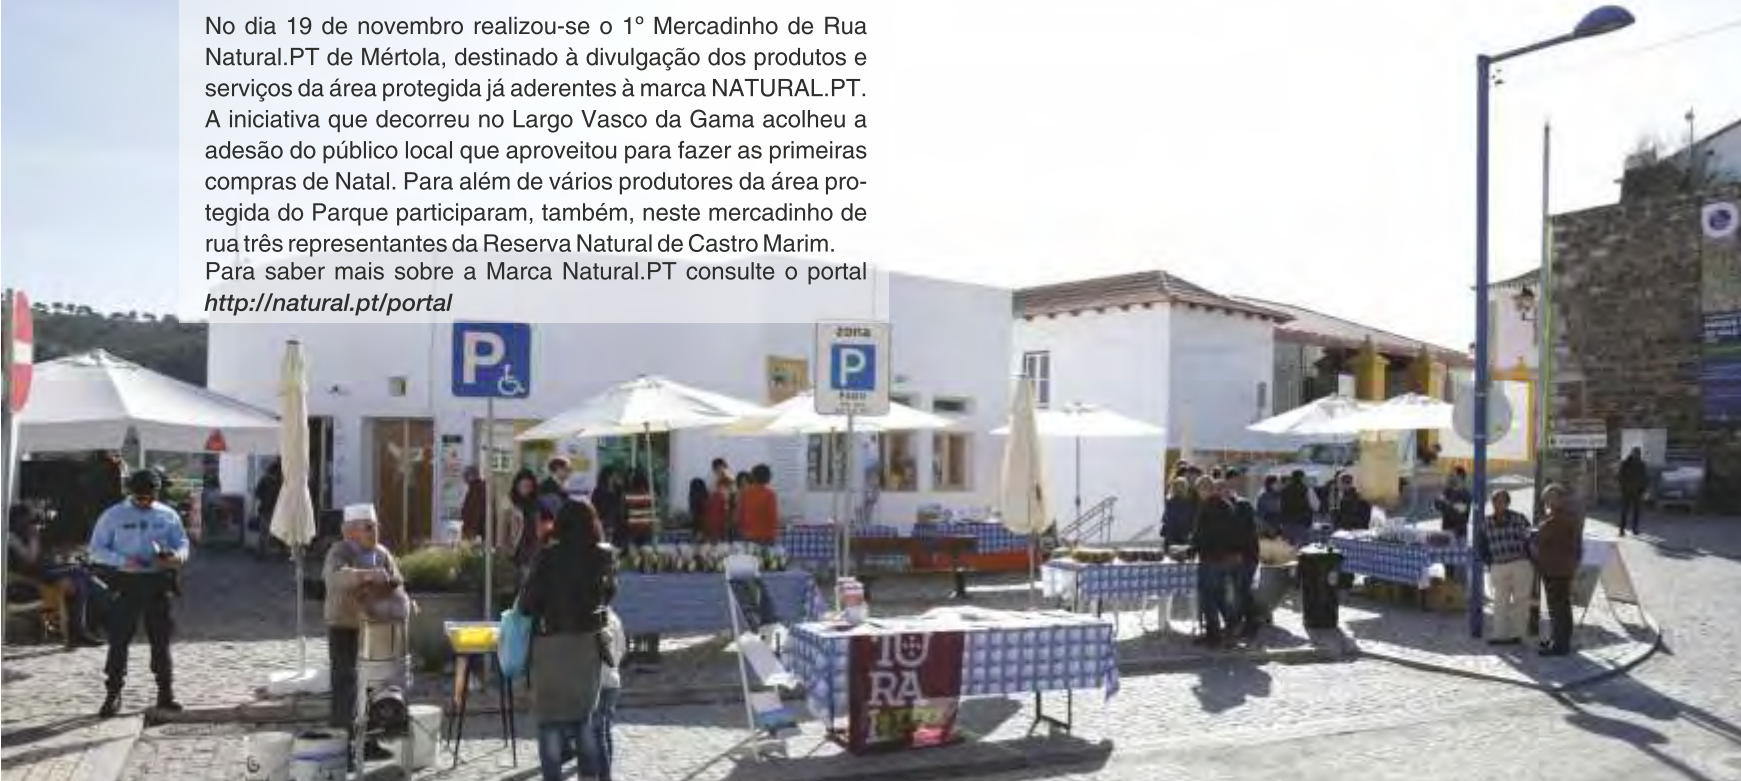 No dia 19 de novembro realizou-se o 1º Mercadinho de Rua
Natural.PT de Mértola, destinado à divulgação dos produtos e
serviços da área protegida já aderentes à marca NATURAL.PT.
A iniciativa que decorreu no Largo Vasco da Gama acolheu a
adesão do público local que aproveitou para fazer as primeiras
compras de Natal. Para além de vários produtores da área pro-
tegida do Parque participaram, também, neste mercadinho de
rua três representantes da Reserva Natural de Castro Marim.
Para saber mais sobre a Marca Natural.PT consulte o portal
http://natural.pt/portal
P
zona
P
TU
RA